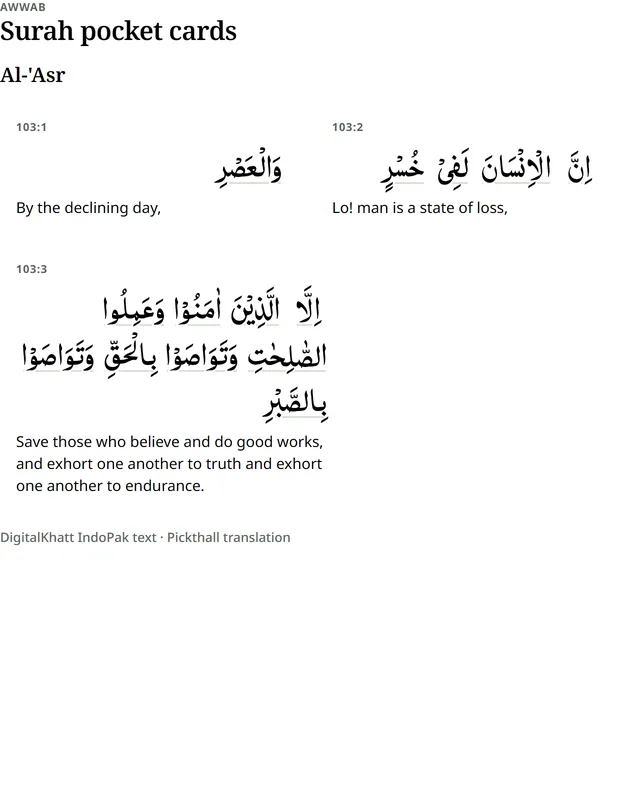 AWWAB
Surah pocket cards
Al-'Asr
103:1
وَالْعَصْرِ
By the declining day,
103:2
اِنَّ الْاِنْسَانَ لَفِیْ خُسْرٍ
Lo! man is a state of loss,
103:3
اِلَّا الَّذِیْنَ اٰمَنُوْا وَعَمِلُوا
الصّٰلِحٰتِ وَتَوَاصَوْا بِالْحَقِّ وَتَوَاصَوْا
بِالصَّبْرِ
Save those who believe and do good works,
and exhort one another to truth and exhort
one another to endurance.
DigitalKhatt IndoPak text · Pickthall translation